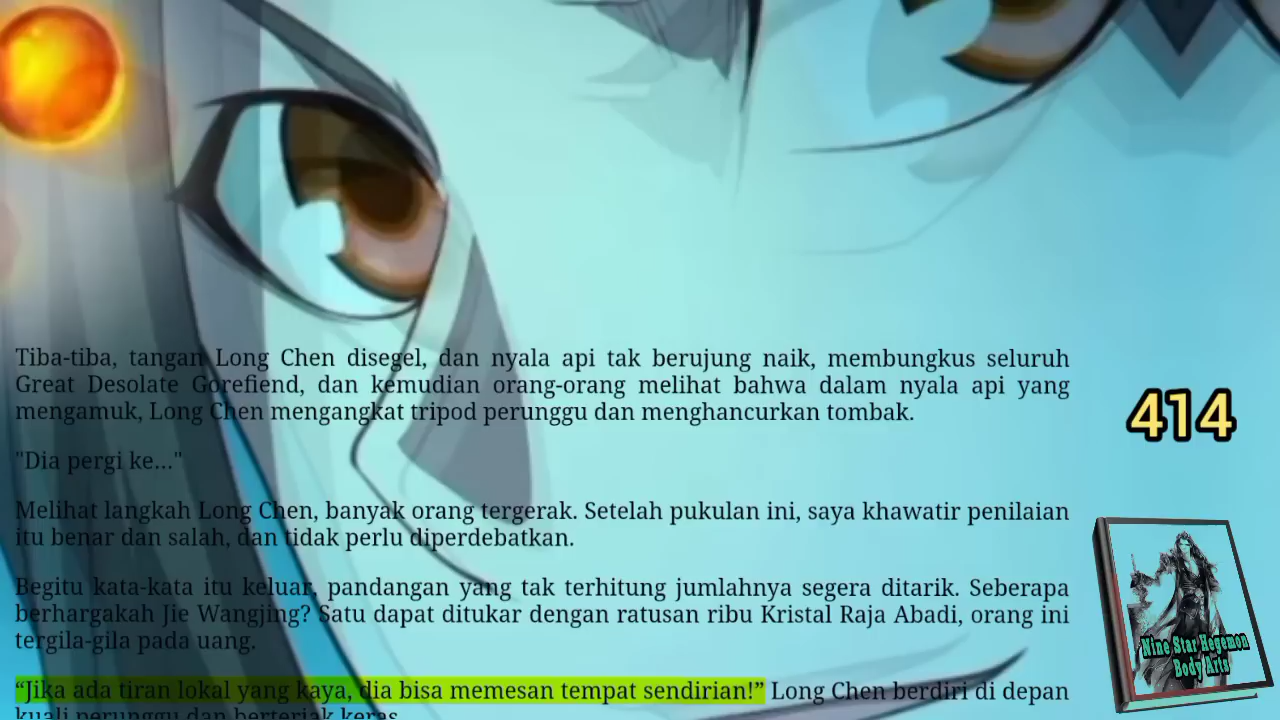 Tiba-tiba, tangan Long Chen disegel, dan nyala api tak berujung naik, membungkus seluruh
Great Desolate Gorefiend, dan kemudian orang-orang melihat bahwa dalam nyala api yang
mengamuk, Long Chen mengangkat tripod perunggu dan menghancurkan tombak.
"Dia pergi ke..."
Melihat langkah Long Chen, banyak orang tergerak. Setelah pukulan ini, saya khawatir penilaian
itu benar dan salah, dan tidak perlu diperdebatkan.
Begitu kata-kata itu keluar, pandangan yang tak terhitung jumlahnya segera ditarik. Seberapa
berhargakah Jie Wangjing? Satu dapat ditukar dengan ratusan ribu Kristal Raja Abadi, orang ini
tergila-gila pada uang.
“Jika ada tiran lokal yang kaya, dia bisa memesan tempat sendirian!” Long Chen berdiri di depan
kuali perunggu dan berteriak keras.
414
Nine Star Hegemon
Body Arts